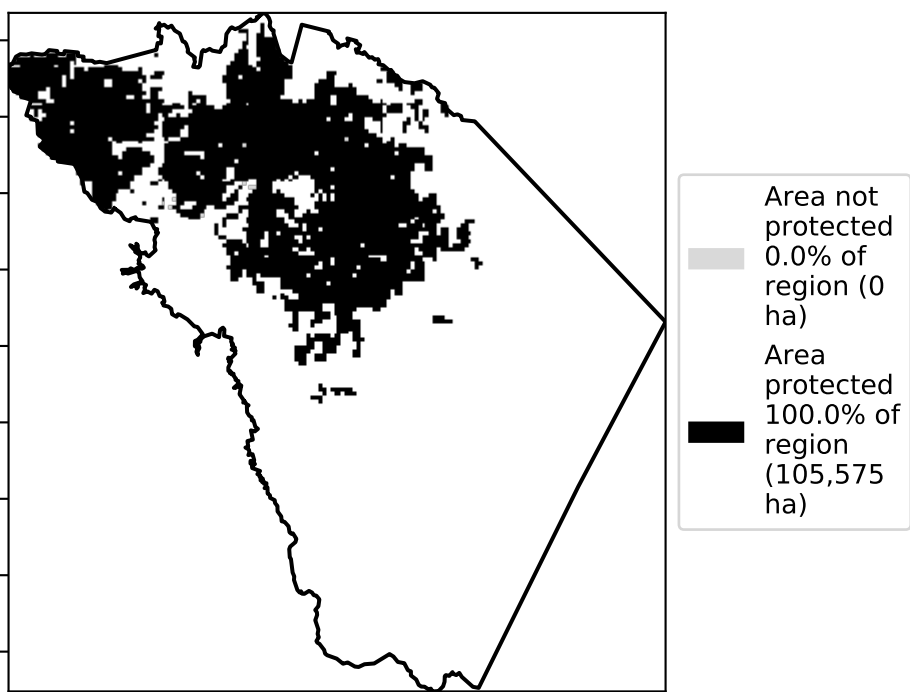 Area not
protected
0.0% of
region (0
ha)
Area
protected
100.0% of
region
(105,575
ha)